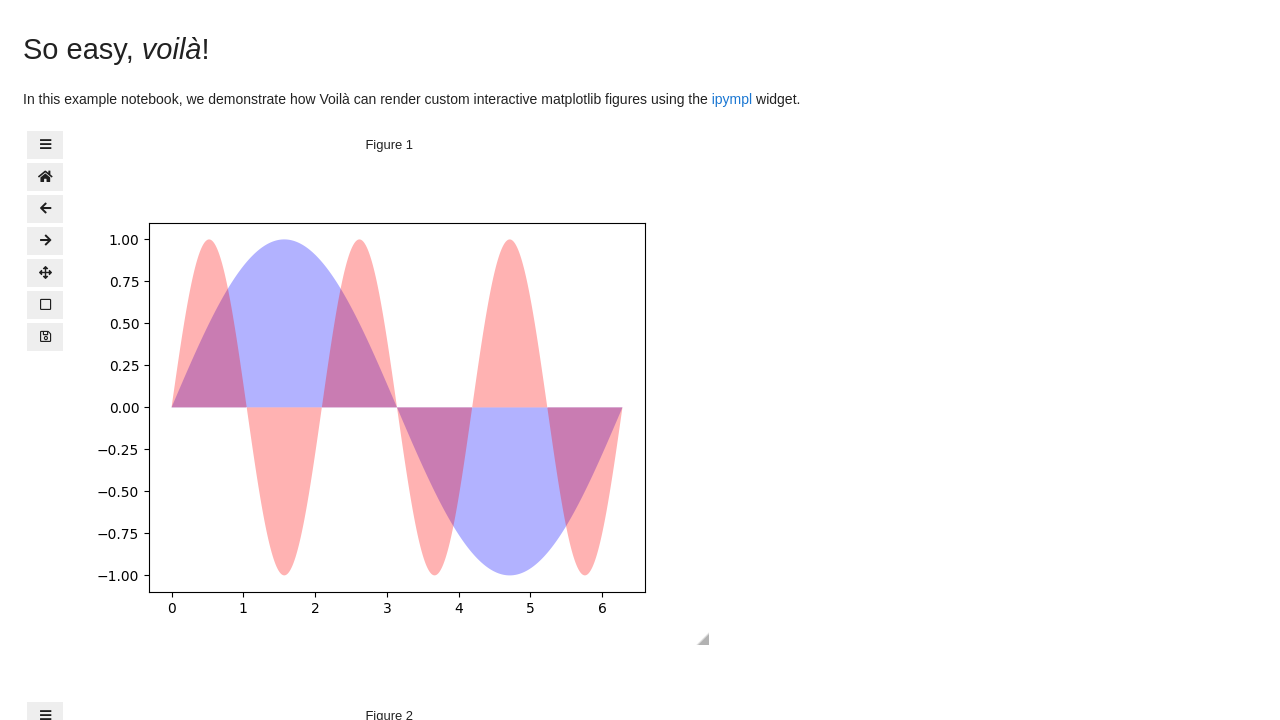 So easy, voilà!
In this example notebook, we demonstrate how Voilà can render custom interactive matplotlib figures using the ipympl widget.
Figure 1
1.00
0.75
0.50
0.25
0.00
−0.25
−0.50
−0.75
−1.00
0 1 2 3 4 5 6
Figure 2